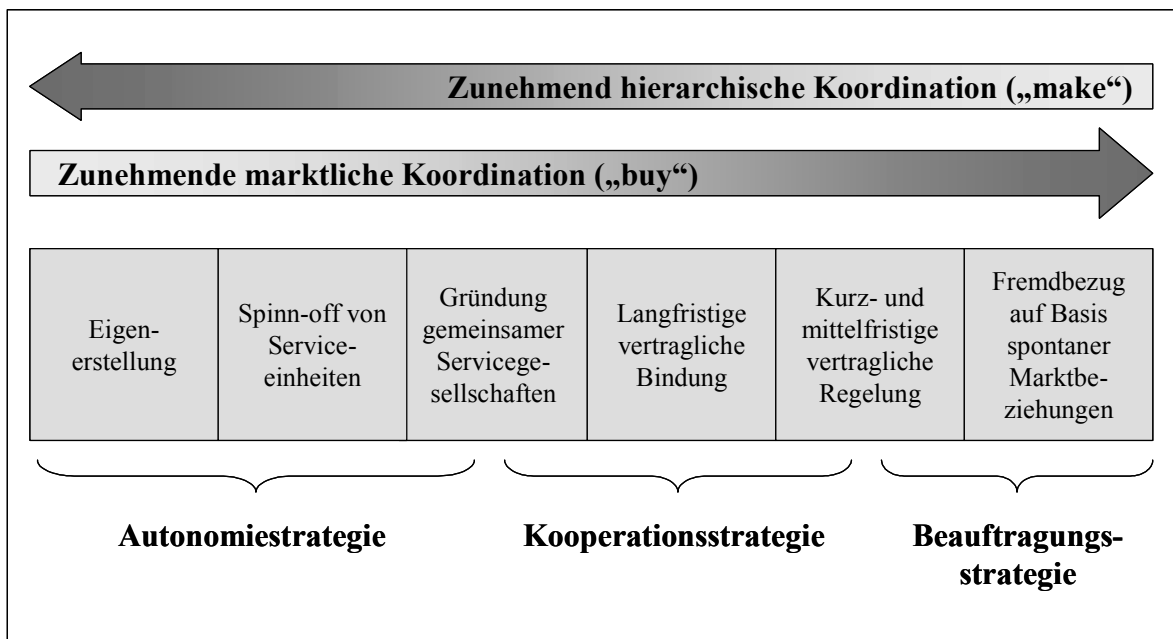 Zunehmend hierarchische Koordination („make“)
Zunehmende marktliche Koordination („buy“)
Eigen-
erstellung
Spinn-off von
Service-
einheiten
Gründung
gemeinsamer
Servicege-
sellschaften
Langfristige
vertragliche
Bindung
Kurz- und
mittelfristige
vertragliche
Regelung
Fremdbezug
auf Basis
spontaner
Marktbe-
ziehungen
Autonomiestrategie
Kooperationsstrategie
Beauftragungs-
strategie